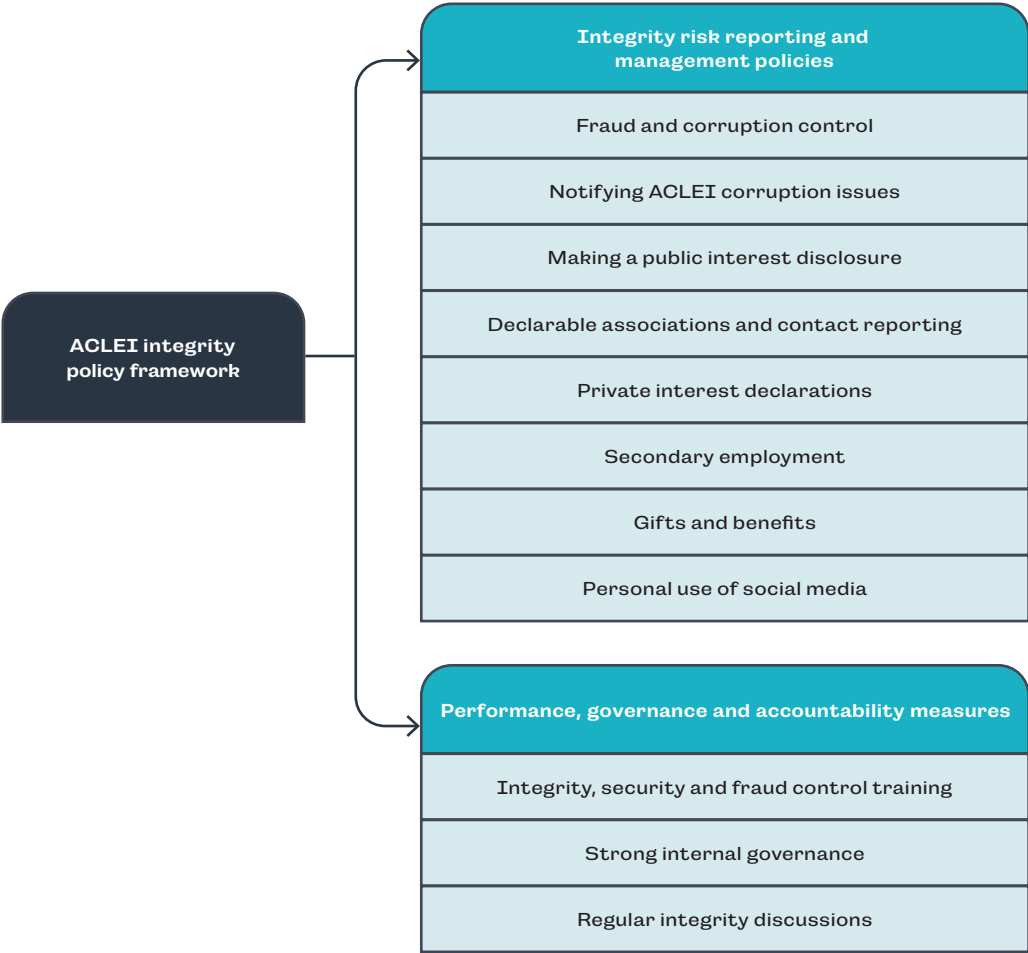 Integrity risk reporting and
management policies
Fraud and corruption control
Notifying ACLEI corruption issues
Making a public interest disclosure
Declarable associations and contact reporting
Private interest declarations
Secondary employment
Gifts and benefits
Personal use of social media
ACLEI integrity
policy framework
Performance, governance and accountability measures
Integrity, security and fraud control training
Strong internal governance
Regular integrity discussions